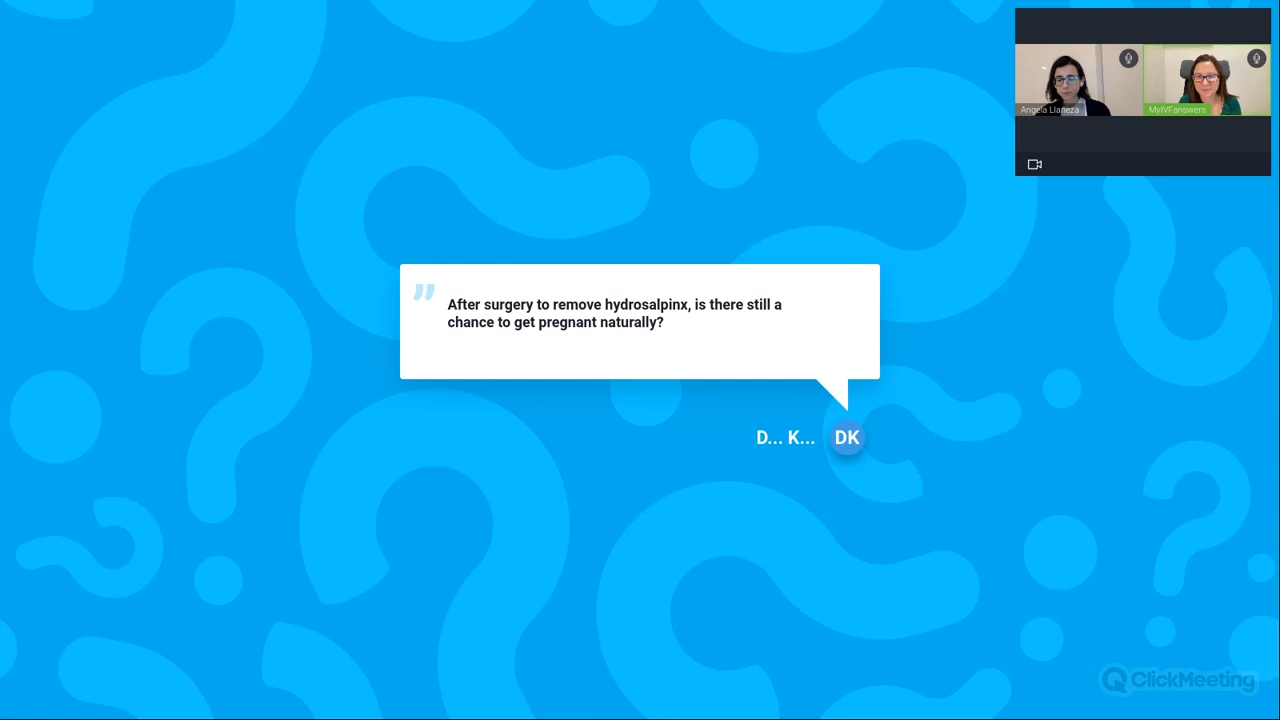 Angela Llaneza
MyIVFanswers
”
After surgery to remove hydrosalpinx, is there still a
chance to get pregnant naturally?
D... K...
DK
ClickMeeting